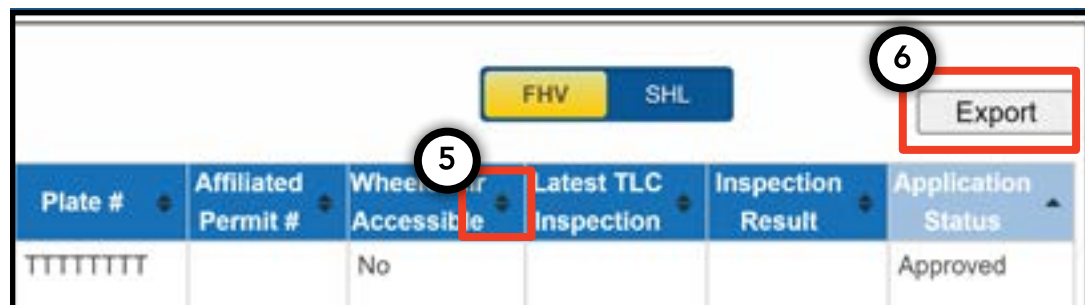 6
FHV SHL
Export
5
Plate # Affiliated Latest TLC Inspection Application
Permit # Accessible Inspection Result Status
TTTTTTTT No Approved